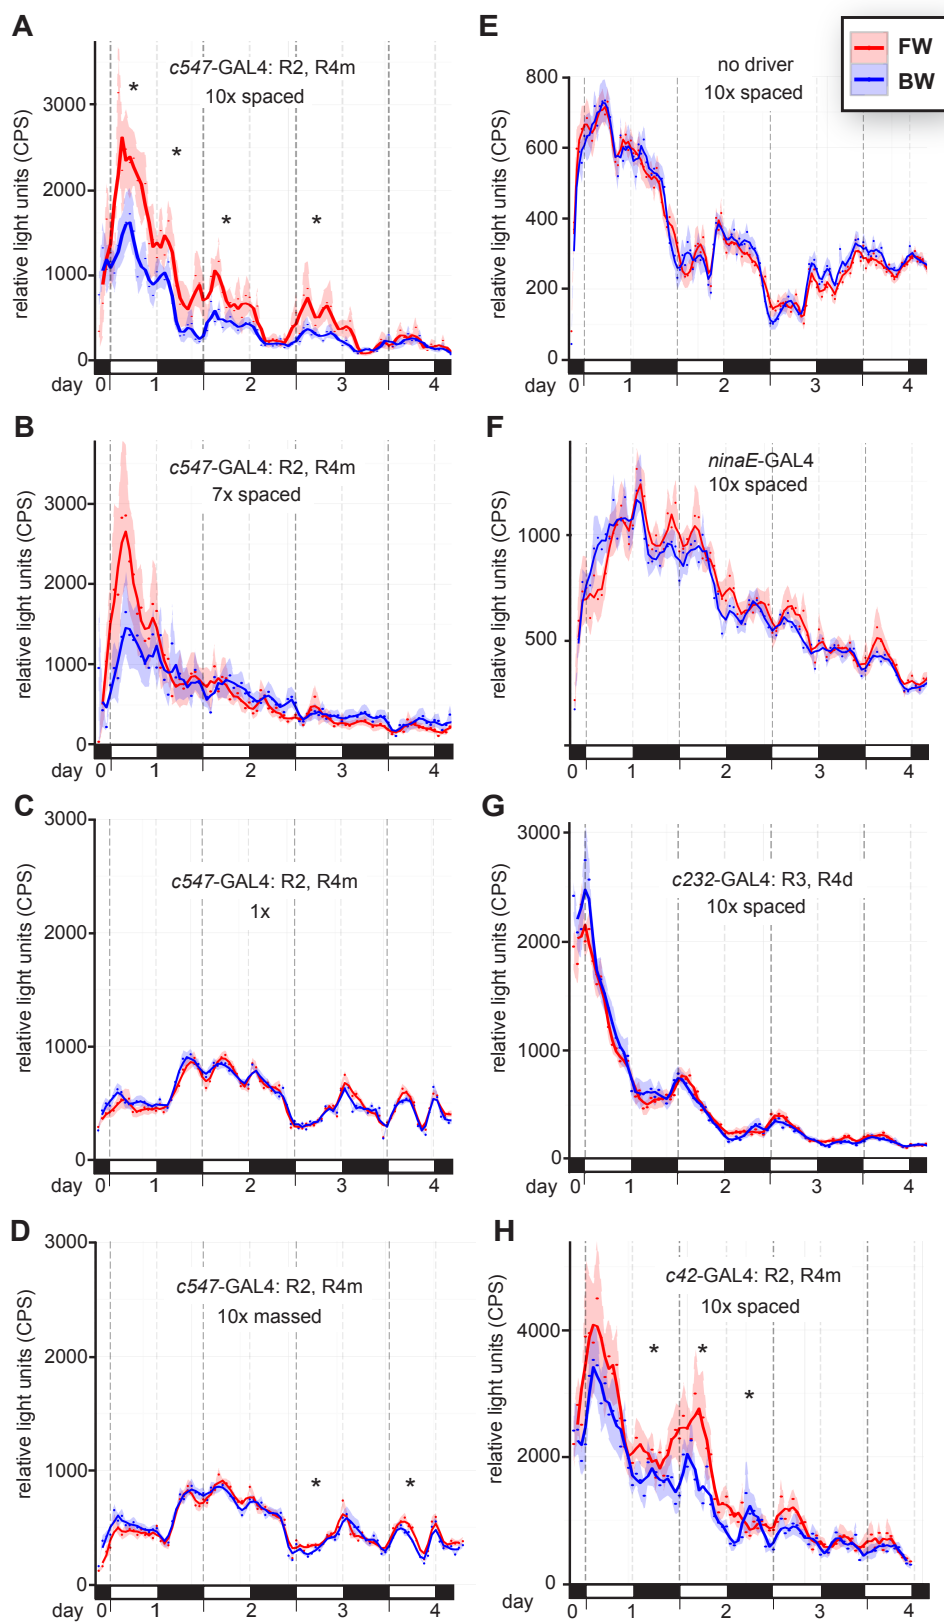 A
c547-GAL4: R2, R4m
10x spaced
relative light units (CPS)
3000
2000
1000
0
*
*
*
*
day 0 1 2 3 4
B
c547-GAL4: R2, R4m
7x spaced
relative light units (CPS)
3000
2000
1000
0
day 0 1 2 3 4
C
c547-GAL4: R2, R4m
1x
relative light units (CPS)
3000
2000
1000
0
day 0 1 2 3 4
D
c547-GAL4: R2, R4m
10x massed
relative light units (CPS)
3000
2000
1000
0
* *
day 0 1 2 3 4
E
FW
BW
no driver
10x spaced
relative light units (CPS)
800
600
400
200
0
day 0 1 2 3 4
F
ninaE-GAL4
10x spaced
relative light units (CPS)
1000
500
0 1 2 3 4
G
c232-GAL4: R3, R4d
10x spaced
relative light units (CPS)
3000
2000
1000
0
day 0 1 2 3 4
H
c42-GAL4: R2, R4m
10x spaced
relative light units (CPS)
4000
2000
0
* *
*
day 0 1 2 3 4